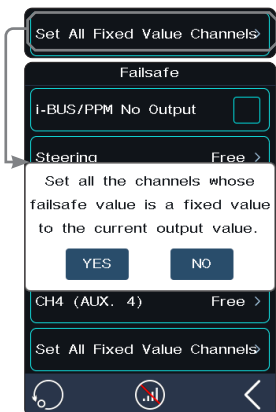 Set All Fixed Value Channels
Failsafe
i-BUS/PPM No Output
Steering Free
Set all the channels whose
failsafe value is a fixed value
to the current output value.
YES NO
CH4 (AUX. 4) Free
Set All Fixed Value Channels